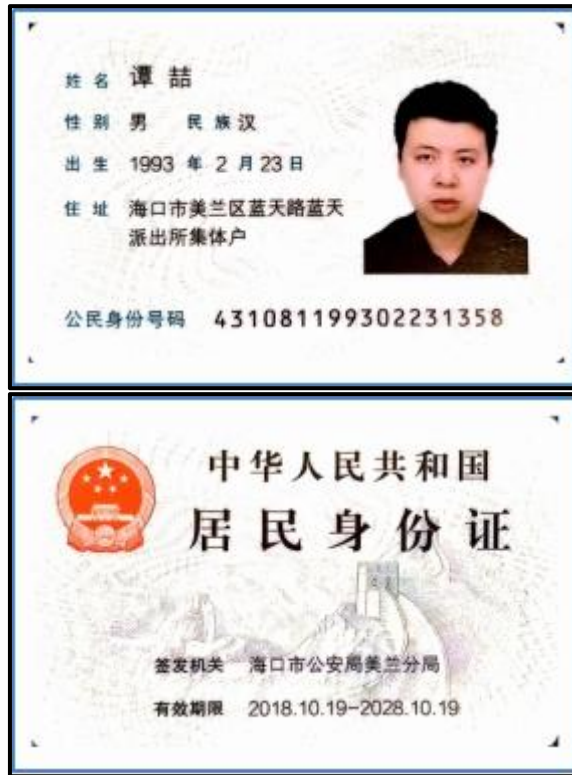 姓名 谭喆
性别 男 民族 汉
出生 1993 年 2 月 23 日
住址 海口市美兰区蓝天路蓝天
派出所集体户
公民身份号码 431081199302231358
中华人民共和国
居民身份证
签发机关 海口市公安局美兰分局
有效期限 2018.10.19-2028.10.19